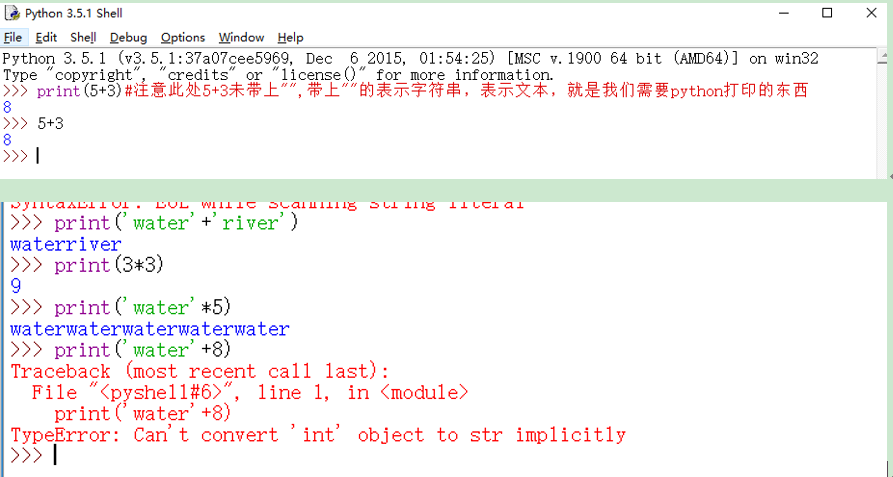 Python 3.5.1 Shell
File Edit Shell Debug Options Window Help
Python 3.5.1 (v3.5.1:37a07cee5969, Dec  6 2015, 01:54:25) [MSC v.1900 64 bit (AMD64)] on win32
Type "copyright", "credits" or "license()" for more information.
>>> print(5+3)#注意此处5+3未带上"",带上""的表示字符串，表示文本，就是我们需要python打印的东西
8
>>> 5+3
8
>>>
SyntaxError: EOL while scanning string literal
>>> print('water'+'river')
waterriver
>>> print(3*3)
9
>>> print('water'*5)
waterwaterwaterwaterwater
>>> print('water'+8)
Traceback (most recent call last):
  File "<pyshell#6>", line 1, in <module>
    print('water'+8)
TypeError: Can't convert 'int' object to str implicitly
>>>